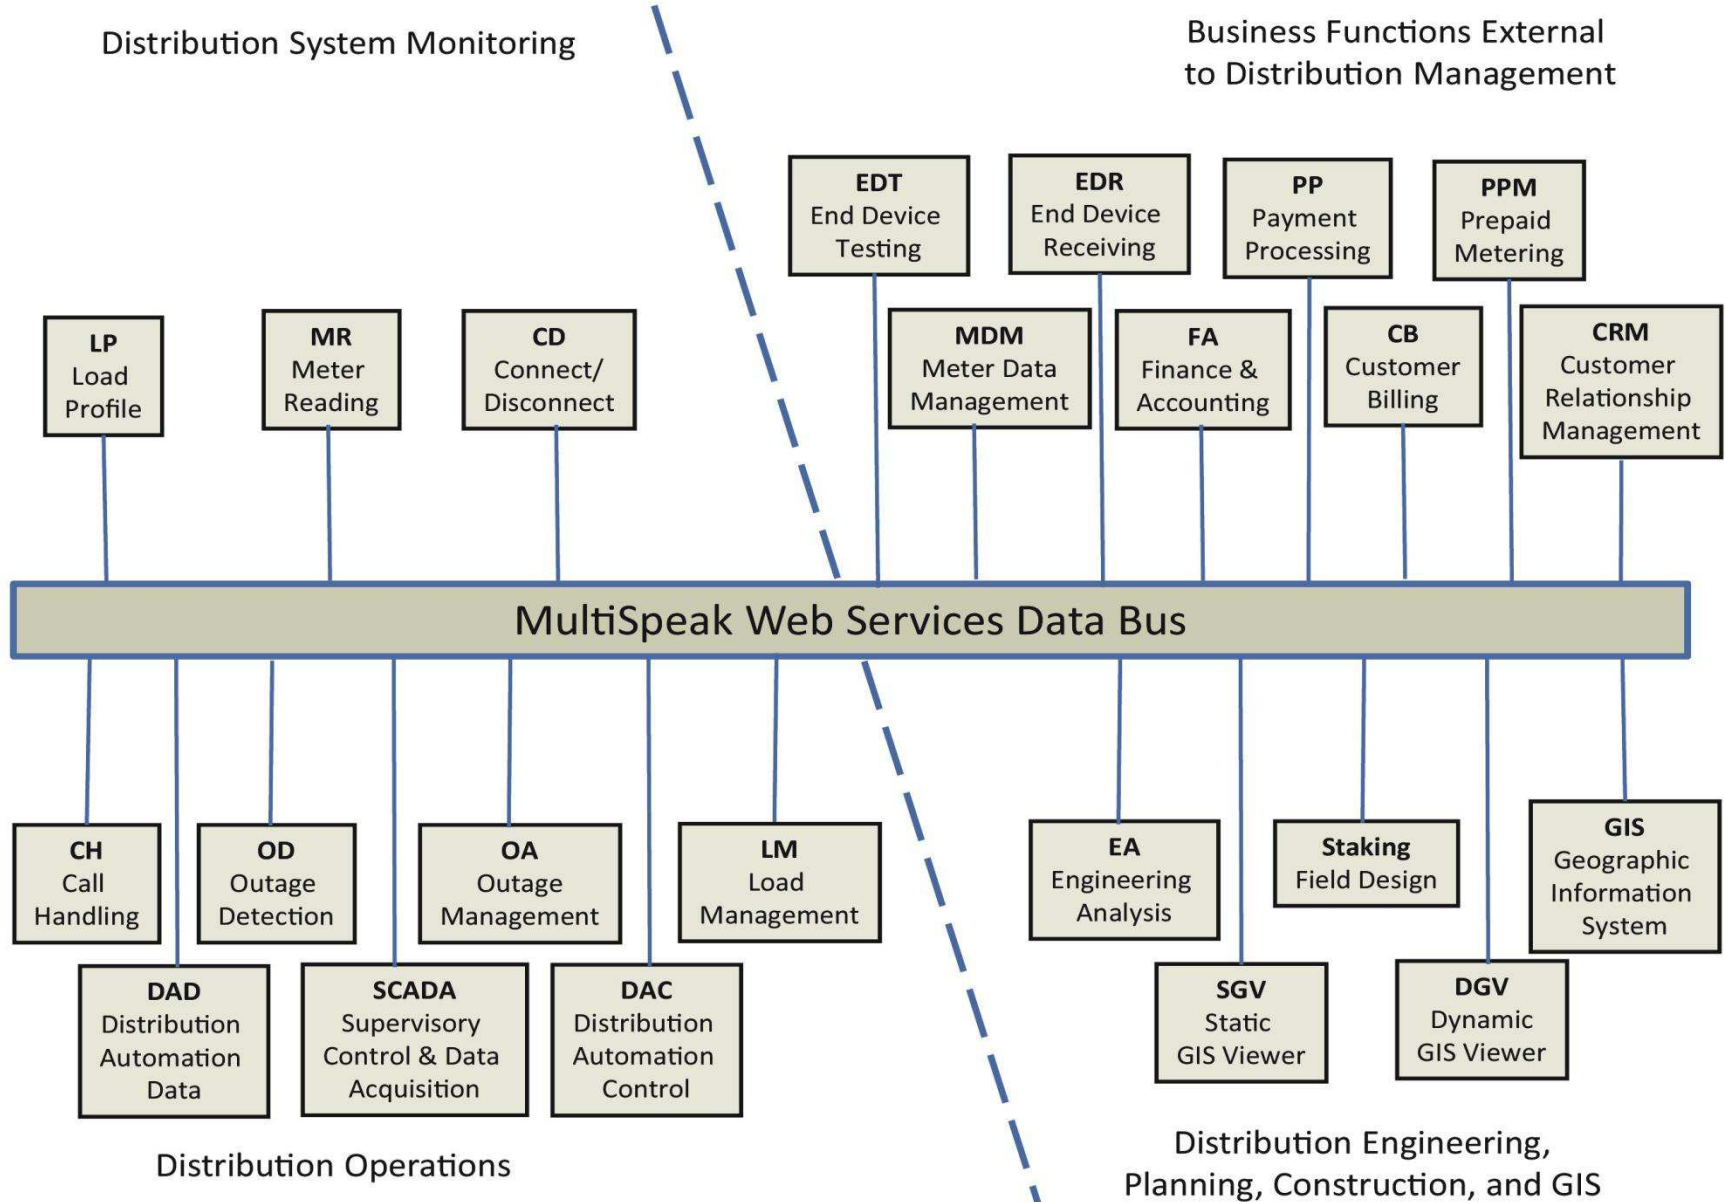 Distribution System Monitoring
Business Functions External
to Distribution Management
EDT
End Device
Testing
EDR
End Device
Receiving
PP
Payment
Processing
PPM
Prepaid
Metering
LP
Load
Profile
MR
Meter
Reading
CD
Connect/
Disconnect
MDM
Meter Data
Management
FA
Finance &
Accounting
CB
Customer
Billing
CRM
Customer
Relationship
Management
MultiSpeak Web Services Data Bus
CH
Call
Handling
OD
Outage
Detection
OA
Outage
Management
LM
Load
Management
EA
Engineering
Analysis
Staking
Field Design
GIS
Geographic
Information
System
DAD
Distribution
Automation
Data
SCADA
Supervisory
Control & Data
Acquisition
DAC
Distribution
Automation
Control
SGV
Static
GIS Viewer
DGV
Dynamic
GIS Viewer
Distribution Operations
Distribution Engineering,
Planning, Construction, and GIS